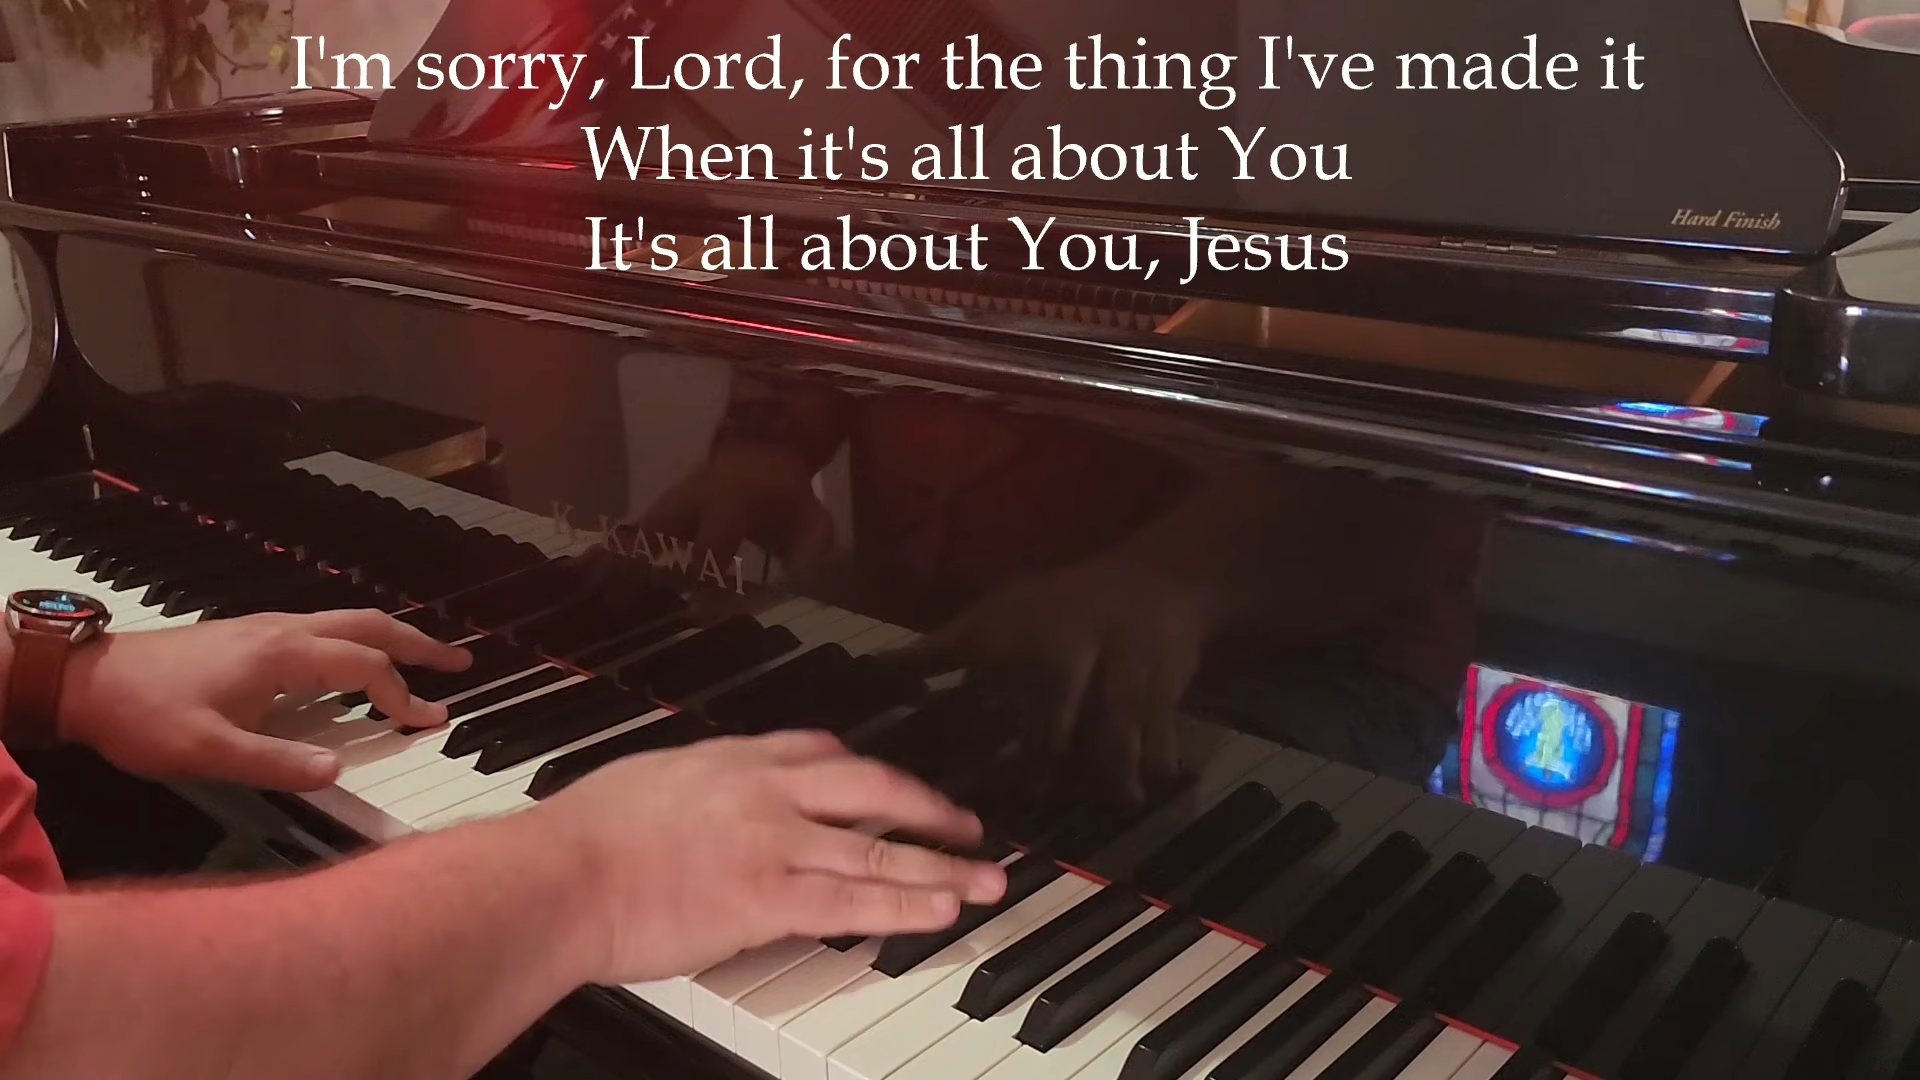 I'm sorry, Lord, for the thing I've made it
When it's all about You
It's all about You, Jesus
Hard Finish
K. KAWAI